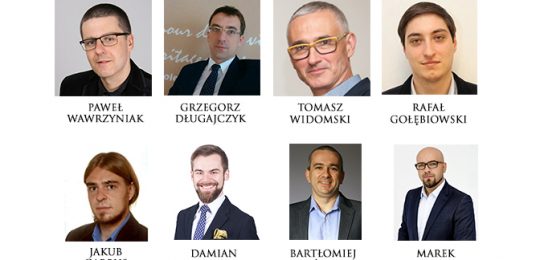 PAWEŁ GRZEGORZ TOMASZ RAFAŁ
WAWRZYNIAK DŁUGAJCZYK WIDOMSKI GOŁĘBIOWSKI
JAKUB DAMIAN BARTŁOMIEJ MAREK